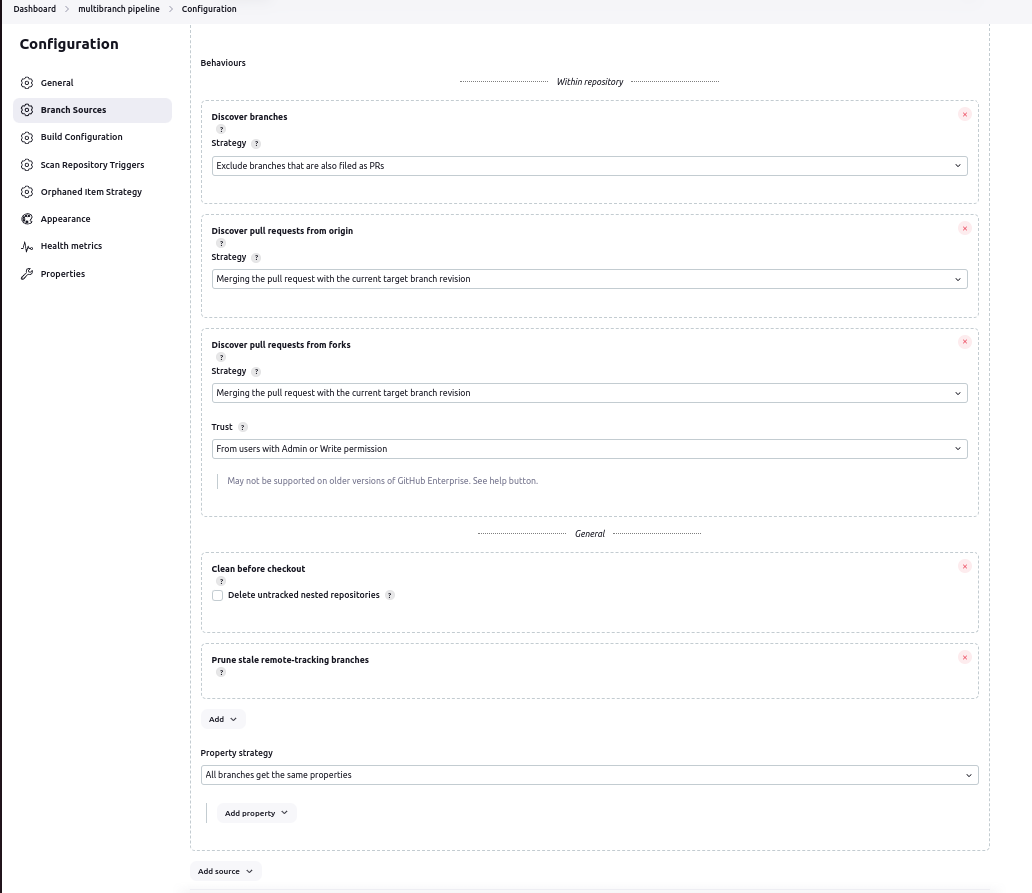 Dashboard > multibranch pipeline > Configuration
Configuration
General
Branch Sources
Build Configuration
Scan Repository Triggers
Orphaned Item Strategy
Appearance
Health metrics
Properties
Behaviours
Within repository
Discover branches
?
Strategy ?
Exclude branches that are also filed as PRs
Discover pull requests from origin
?
Strategy ?
Merging the pull request with the current target branch revision
Discover pull requests from forks
?
Strategy ?
Merging the pull request with the current target branch revision
Trust ?
From users with Admin or Write permission
May not be supported on older versions of GitHub Enterprise. See help button.
General
Clean before checkout
?
Delete untracked nested repositories ?
Prune stale remote-tracking branches
?
Add
Property strategy
All branches get the same properties
Add property
Add source